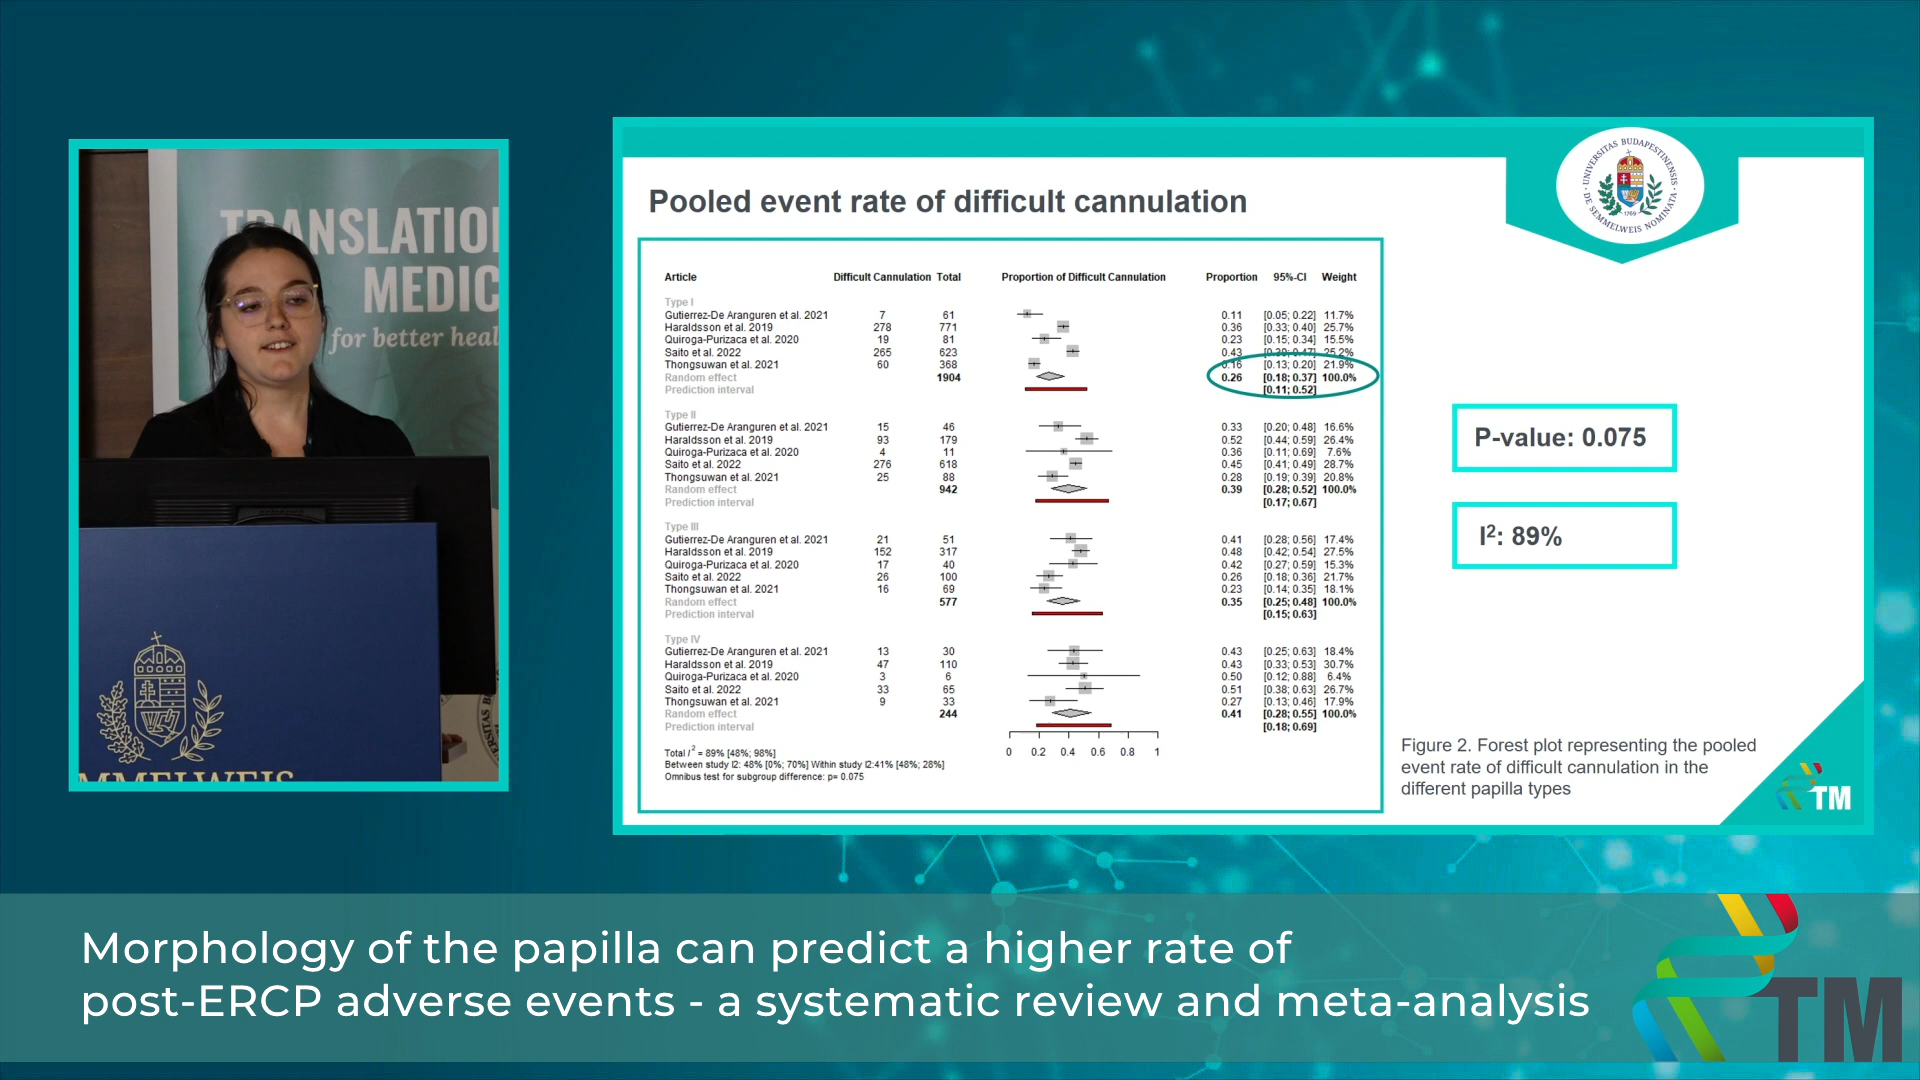 TRANSLATIO
MEDIC
for better heal
MMELWEIS
UNIVERSITAS BUDAPESTINENSIS DE SEMMELWEIS NOMINATA
1769
Pooled event rate of difficult cannulation
Article Difficult Cannulation Total Proportion of Difficult Cannulation Proportion 95%-CI Weight
Type I
Gutierrez-De Aranguren et al. 2021 7 61 0.11 [0.05; 0.22] 11.7%
Haraldsson et al. 2019 278 771 0.36 [0.33; 0.40] 25.7%
Quiroga-Purizaca et al. 2020 19 81 0.23 [0.15; 0.34] 15.5%
Saito et al. 2022 265 623 0.43 [0.39; 0.47] 25.2%
Thongsuwan et al. 2021 60 368 0.16 [0.13; 0.20] 21.9%
Random effect 1904 0.26 [0.18; 0.37] 100.0%
Prediction interval [0.11; 0.52]
Type II
Gutierrez-De Aranguren et al. 2021 15 46 0.33 [0.20; 0.48] 16.6%
Haraldsson et al. 2019 93 179 0.52 [0.44; 0.59] 26.4%
Quiroga-Purizaca et al. 2020 4 11 0.36 [0.11; 0.69] 7.6%
Saito et al. 2022 276 618 0.45 [0.41; 0.49] 28.7%
Thongsuwan et al. 2021 25 88 0.28 [0.19; 0.39] 20.8%
Random effect 942 0.39 [0.28; 0.52] 100.0%
Prediction interval [0.17; 0.67]
Type III
Gutierrez-De Aranguren et al. 2021 21 51 0.41 [0.28; 0.56] 17.4%
Haraldsson et al. 2019 152 317 0.48 [0.42; 0.54] 27.5%
Quiroga-Purizaca et al. 2020 17 40 0.42 [0.27; 0.59] 15.3%
Saito et al. 2022 26 100 0.26 [0.18; 0.36] 21.7%
Thongsuwan et al. 2021 16 69 0.23 [0.14; 0.35] 18.1%
Random effect 577 0.35 [0.25; 0.48] 100.0%
Prediction interval [0.15; 0.63]
Type IV
Gutierrez-De Aranguren et al. 2021 13 30 0.43 [0.25; 0.63] 18.4%
Haraldsson et al. 2019 47 110 0.43 [0.33; 0.53] 30.7%
Quiroga-Purizaca et al. 2020 3 6 0.50 [0.12; 0.88] 6.4%
Saito et al. 2022 33 65 0.51 [0.38; 0.63] 26.7%
Thongsuwan et al. 2021 9 33 0.27 [0.13; 0.46] 17.9%
Random effect 244 0.41 [0.28; 0.55] 100.0%
Prediction interval [0.18; 0.69]
0 0.2 0.4 0.6 0.8 1
Total I² = 89% [48%; 98%]
Between study I2: 48% [0%; 70%] Within study I2:41% [48%; 28%]
Omnibus test for subgroup difference: p= 0.075
P-value: 0.075
I²: 89%
Figure 2. Forest plot representing the pooled
event rate of difficult cannulation in the
different papilla types
TM
Morphology of the papilla can predict a higher rate of
post-ERCP adverse events - a systematic review and meta-analysis
TM